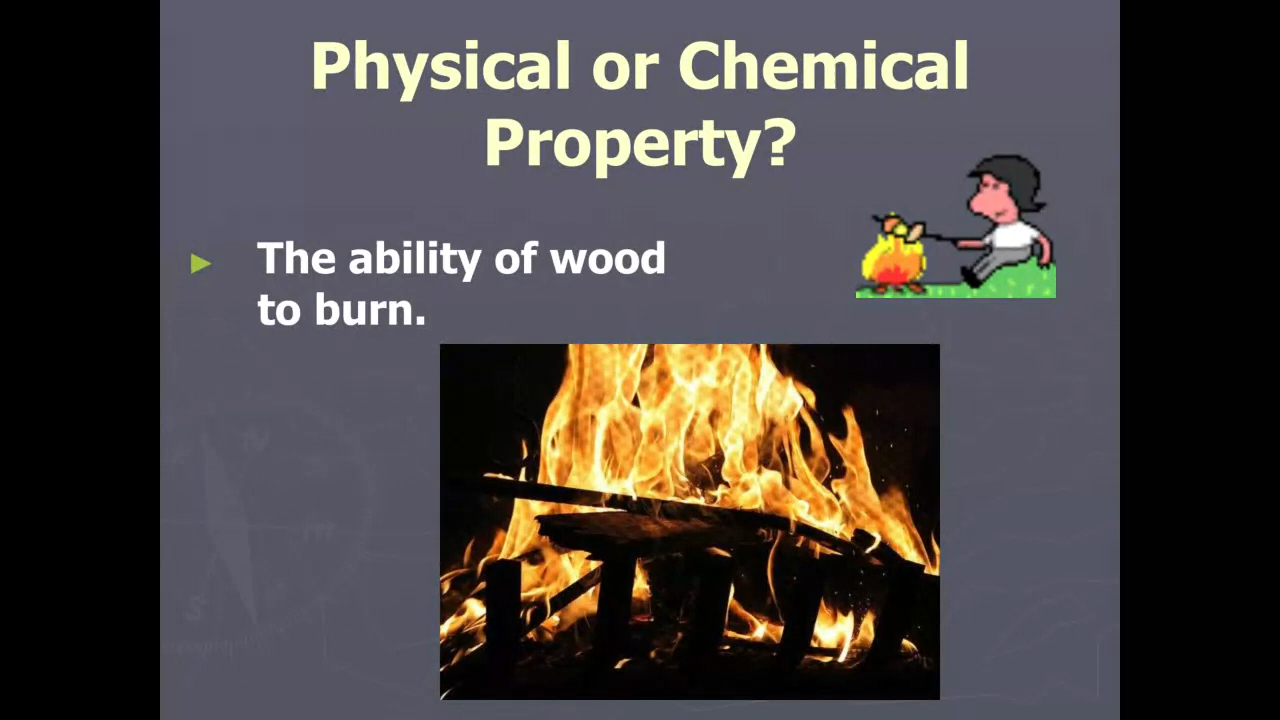 Physical or Chemical
Property?
The ability of wood
to burn.